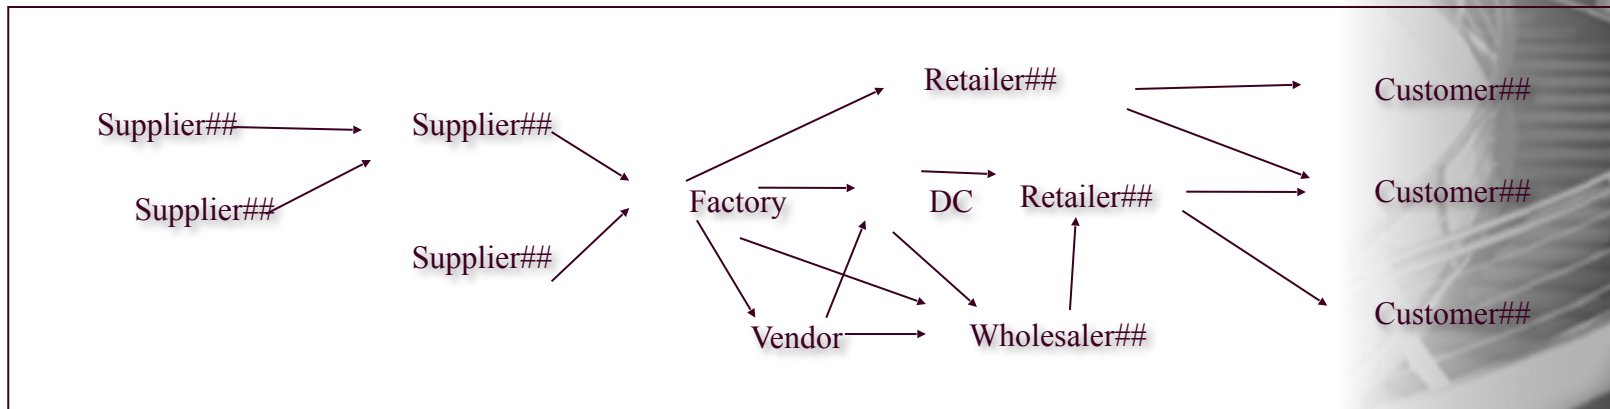 Supplier##
Supplier##
Supplier##
Supplier##
Factory
Vendor
DC
Retailer##
Retailer##
Wholesaler##
Customer##
Customer##
Customer##